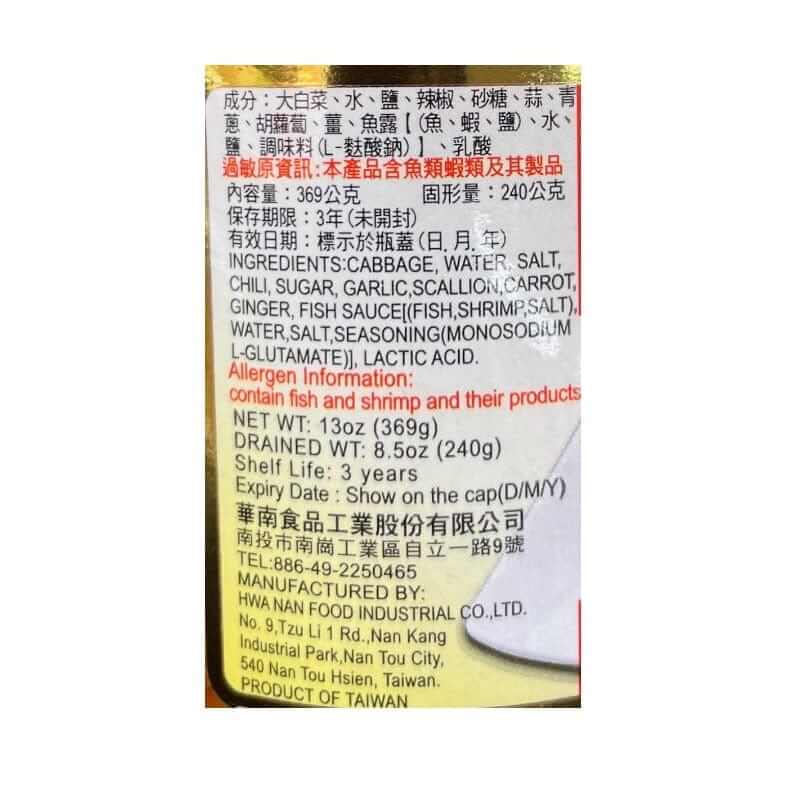 成分：大白菜、水、鹽、辣椒、砂糖、蒜、青
蔥、胡蘿蔔、薑、魚露【(魚、蝦、鹽)、水、
鹽、調味料(L-麩酸鈉)】、乳酸
過敏原資訊:本產品含魚類蝦類及其製品
內容量：369公克 固形量：240公克
保存期限：3年(未開封)
有效日期：標示於瓶蓋(日.月.年)
INGREDIENTS:CABBAGE, WATER, SALT,
CHILI, SUGAR, GARLIC,SCALLION,CARROT,
GINGER, FISH SAUCE[(FISH,SHRIMP,SALT),
WATER,SALT,SEASONING(MONOSODIUM
L-GLUTAMATE)], LACTIC ACID.
Allergen Information:
contain fish and shrimp and their products
NET WT: 13oz (369g)
DRAINED WT: 8.5oz (240g)
Shelf Life: 3 years
Expiry Date : Show on the cap(D/M/Y)
華南食品工業股份有限公司
南投市南崗工業區自立一路9號
TEL:886-49-2250465
MANUFACTURED BY:
HWA NAN FOOD INDUSTRIAL CO.,LTD.
No. 9,Tzu Li 1 Rd.,Nan Kang
Industrial Park,Nan Tou City,
540 Nan Tou Hsien, Taiwan.
PRODUCT OF TAIWAN